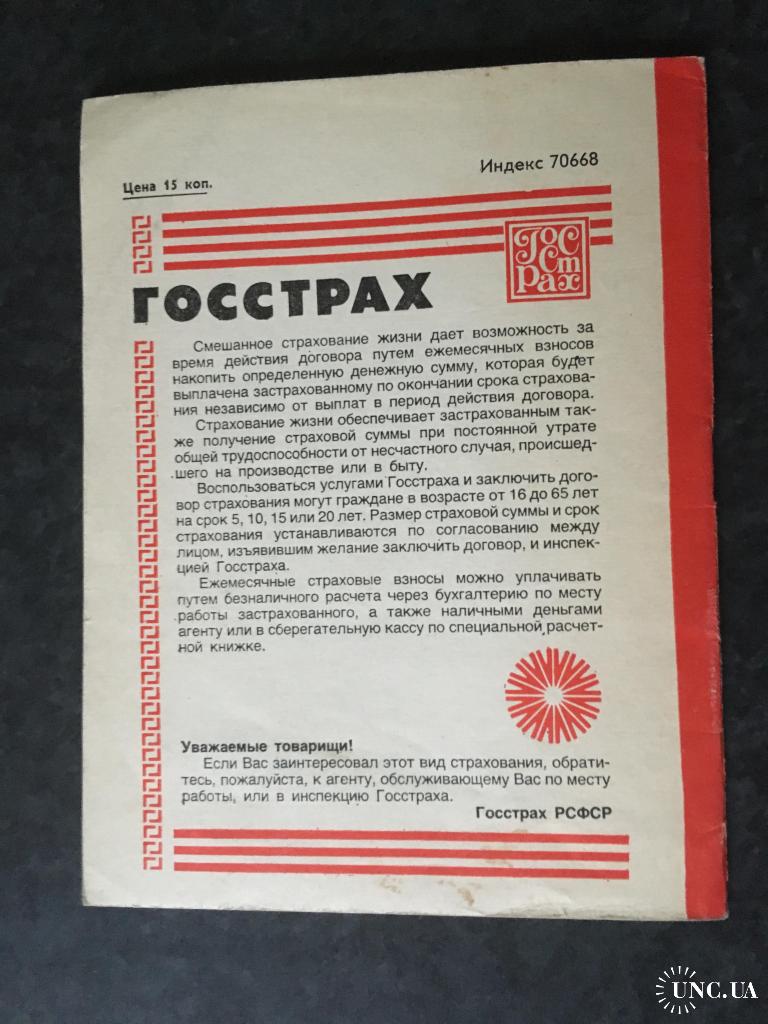 Цена 15 коп.
Индекс 70668
Гос
Ст
Рах
ГОССТРАХ
Смешанное страхование жизни дает возможность за
время действия договора путем ежемесячных взносов
накопить определенную денежную сумму, которая будет
выплачена застрахованному по окончании срока страхова-
ния независимо от выплат в период действия договора.
Страхование жизни обеспечивает застрахованным так-
же получение страховой суммы при постоянной утрате
общей трудоспособности от несчастного случая, происшед-
шего на производстве или в быту.
Воспользоваться услугами Госстраха и заключить дого-
вор страхования могут граждане в возрасте от 16 до 65 лет
на срок 5, 10, 15 или 20 лет. Размер страховой суммы и срок
страхования устанавливаются по согласованию между
лицом, изъявившим желание заключить договор, и инспек-
цией Госстраха.
Ежемесячные страховые взносы можно уплачивать
путем безналичного расчета через бухгалтерию по месту
работы застрахованного, а также наличными деньгами
агенту или в сберегательную кассу по специальной расчет-
ной книжке.
Уважаемые товарищи!
Если Вас заинтересовал этот вид страхования, обрати-
тесь, пожалуйста, к агенту, обслуживающему Вас по месту
работы, или в инспекцию Госстраха.
Госстрах РСФСР
UNC.UA